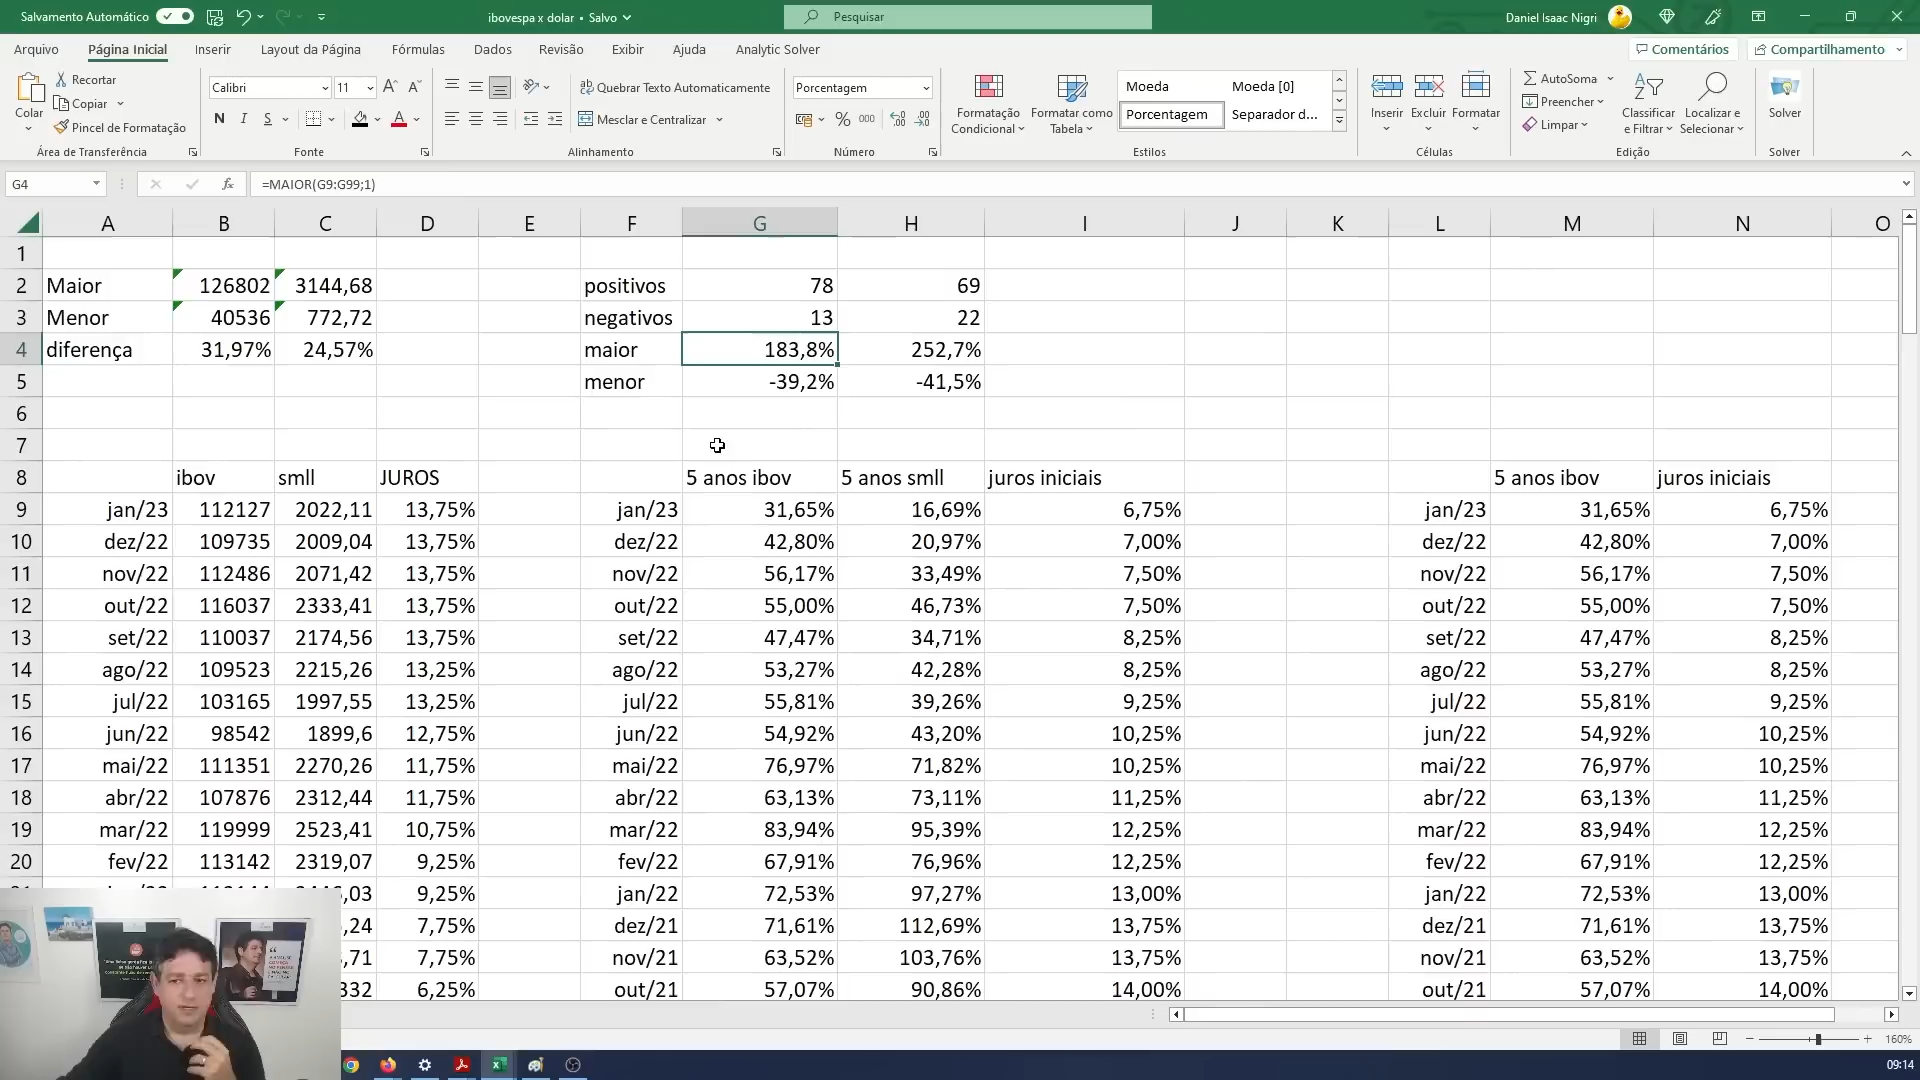 Salvamento Automático
ibovespa x dolar • Salvo
Pesquisar
Daniel Isaac Nigri
Arquivo Página Inicial Inserir Layout da Página Fórmulas Dados Revisão Exibir Ajuda Analytic Solver
Comentários Compartilhamento
Colar
Recortar
Copiar
Pincel de Formatação
Área de Transferência
Calibri 11
N I S
Fonte
Quebrar Texto Automaticamente
Mesclar e Centralizar
Alinhamento
Porcentagem
% 000
Número
Formatação Condicional
Formatar como Tabela
Moeda Moeda [0]
Porcentagem Separador d...
Estilos
Inserir Excluir Formatar
Células
AutoSoma
Preencher
Limpar
Classificar e Filtrar
Localizar e Selecionar
Edição
Solver
Solver
G4 fx =MAIOR(G9:G99;1)
A B C D E F G H I J K L M N O
1
2 Maior 126802 3144,68 positivos 78 69
3 Menor 40536 772,72 negativos 13 22
4 diferença 31,97% 24,57% maior 183,8% 252,7%
5 menor -39,2% -41,5%
6
7
8 ibov smll JUROS 5 anos ibov 5 anos smll juros iniciais 5 anos ibov juros iniciais
9 jan/23 112127 2022,11 13,75% jan/23 31,65% 16,69% 6,75% jan/23 31,65% 6,75%
10 dez/22 109735 2009,04 13,75% dez/22 42,80% 20,97% 7,00% dez/22 42,80% 7,00%
11 nov/22 112486 2071,42 13,75% nov/22 56,17% 33,49% 7,50% nov/22 56,17% 7,50%
12 out/22 116037 2333,41 13,75% out/22 55,00% 46,73% 7,50% out/22 55,00% 7,50%
13 set/22 110037 2174,56 13,75% set/22 47,47% 34,71% 8,25% set/22 47,47% 8,25%
14 ago/22 109523 2215,26 13,25% ago/22 53,27% 42,28% 8,25% ago/22 53,27% 8,25%
15 jul/22 103165 1997,55 13,25% jul/22 55,81% 39,26% 9,25% jul/22 55,81% 9,25%
16 jun/22 98542 1899,6 12,75% jun/22 54,92% 43,20% 10,25% jun/22 54,92% 10,25%
17 mai/22 111351 2270,26 11,75% mai/22 76,97% 71,82% 10,25% mai/22 76,97% 10,25%
18 abr/22 107876 2312,44 11,75% abr/22 63,13% 73,11% 11,25% abr/22 63,13% 11,25%
19 mar/22 119999 2523,41 10,75% mar/22 83,94% 95,39% 12,25% mar/22 83,94% 12,25%
20 fev/22 113142 2319,07 9,25% fev/22 67,91% 76,96% 12,25% fev/22 67,91% 12,25%
,03 9,25% jan/22 72,53% 97,27% 13,00% jan/22 72,53% 13,00%
,24 7,75% dez/21 71,61% 112,69% 13,75% dez/21 71,61% 13,75%
,71 7,75% nov/21 63,52% 103,76% 13,75% nov/21 63,52% 13,75%
332 6,25% out/21 57,07% 90,86% 14,00% out/21 57,07% 14,00%
160%
09:14